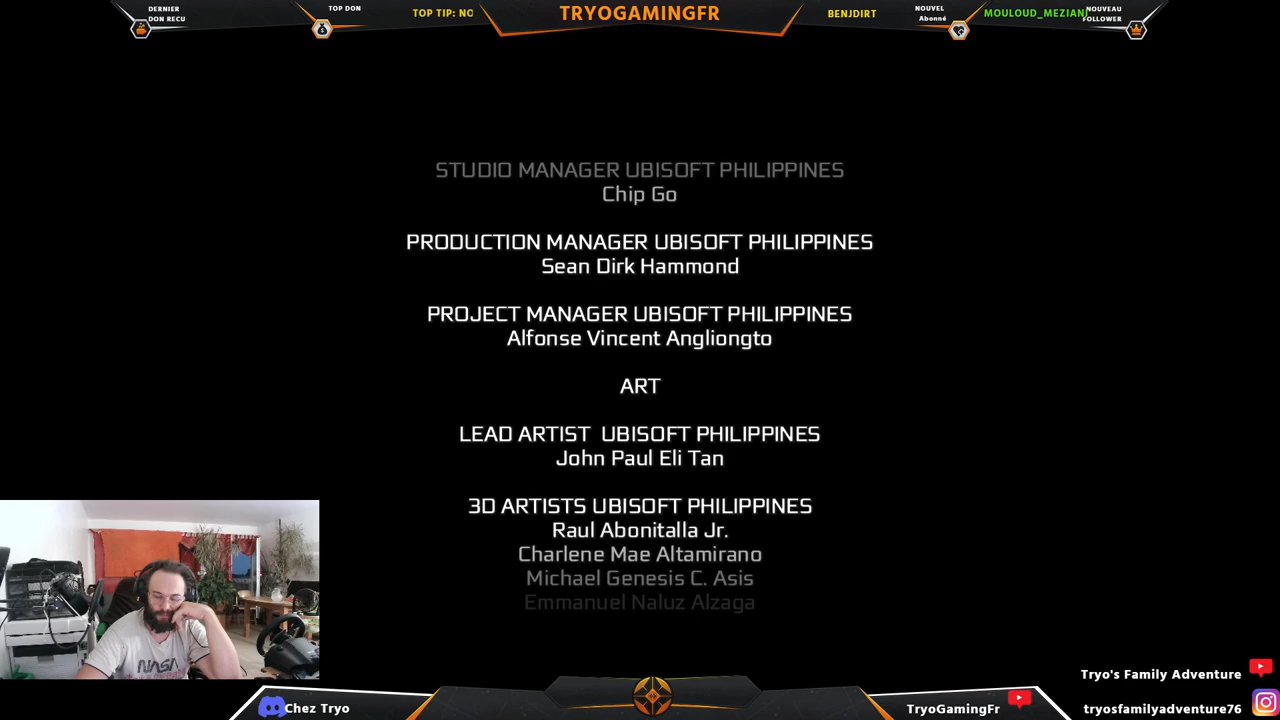 DERNIER
DON RECU
TOP DON
TOP TIP: NO
TRYOGAMINGFR
BENJDIRT
NOUVEL
Abonné
MOULOUD_MEZIANI
NOUVEAU
FOLLOWER
STUDIO MANAGER UBISOFT PHILIPPINES
Chip Go
PRODUCTION MANAGER UBISOFT PHILIPPINES
Sean Dirk Hammond
PROJECT MANAGER UBISOFT PHILIPPINES
Alfonse Vincent Angliongto
ART
LEAD ARTIST UBISOFT PHILIPPINES
John Paul Eli Tan
3D ARTISTS UBISOFT PHILIPPINES
Raul Abonitalla Jr.
Charlene Mae Altamirano
Michael Genesis C. Asis
Emmanuel Naluz Alzaga
NASA
Tryo's Family Adventure
Chez Tryo
TryoGamingFr
tryosfamilyadventure76